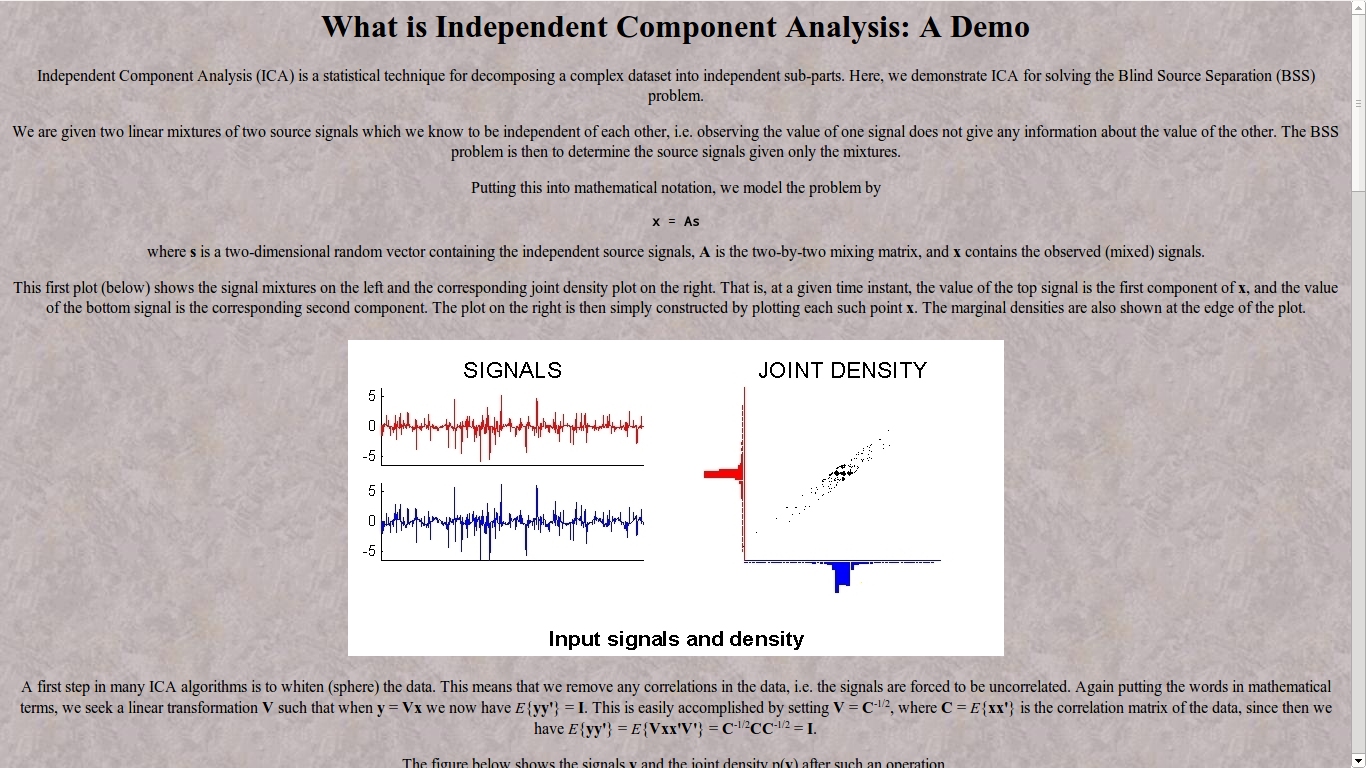 What is Independent Component Analysis: A Demo
Independent Component Analysis (ICA) is a statistical technique for decomposing a complex dataset into independent sub-parts. Here, we demonstrate ICA for solving the Blind Source Separation (BSS)
problem.
We are given two linear mixtures of two source signals which we know to be independent of each other, i.e. observing the value of one signal does not give any information about the value of the other. The BSS
problem is then to determine the source signals given only the mixtures.
Putting this into mathematical notation, we model the problem by
x = As
where s is a two-dimensional random vector containing the independent source signals, A is the two-by-two mixing matrix, and x contains the observed (mixed) signals.
This first plot (below) shows the signal mixtures on the left and the corresponding joint density plot on the right. That is, at a given time instant, the value of the top signal is the first component of x, and the value
of the bottom signal is the corresponding second component. The plot on the right is then simply constructed by plotting each such point x. The marginal densities are also shown at the edge of the plot.
SIGNALS
5
0
-5
5
0
-5
JOINT DENSITY
Input signals and density
A first step in many ICA algorithms is to whiten (sphere) the data. This means that we remove any correlations in the data, i.e. the signals are forced to be uncorrelated. Again putting the words in mathematical
terms, we seek a linear transformation V such that when y = Vx we now have E{yy'} = I. This is easily accomplished by setting V = C^-1/2, where C = E{xx'} is the correlation matrix of the data, since then we
have E{yy'} = E{Vxx'V'} = C^-1/2CC^-1/2 = I.
The figure below shows the signals y and the joint density p(y) after such an operation